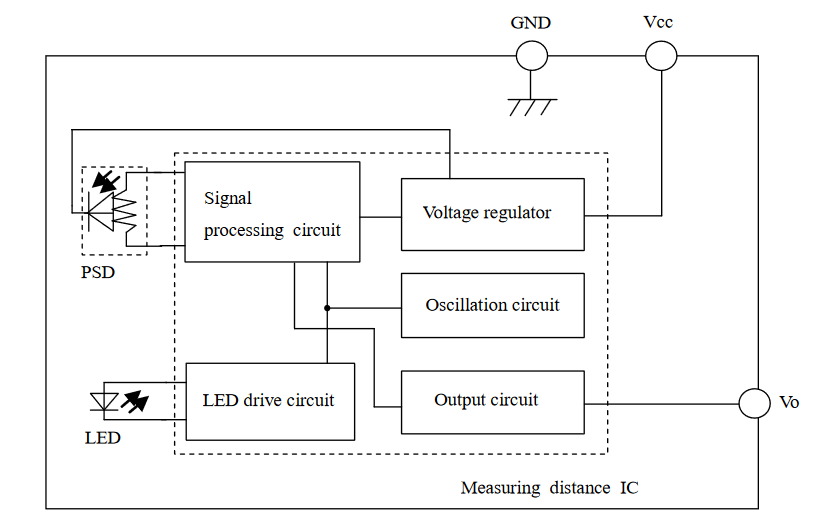 GND
Vcc
Signal
processing circuit
Voltage regulator
PSD
Oscillation circuit
LED drive circuit
Output circuit
Vo
LED
Measuring distance IC